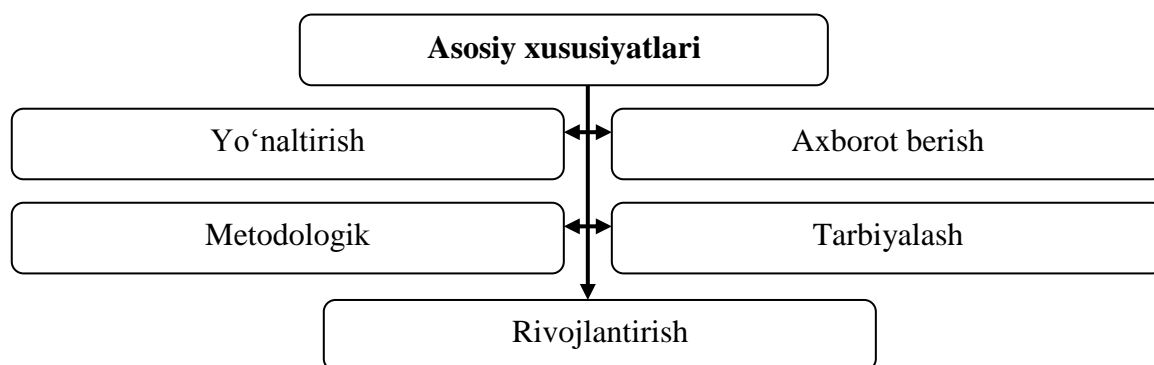 Asosiy xususiyatlari
Yo‘naltirish
Axborot berish
Metodologik
Tarbiyalash
Rivojlantirish